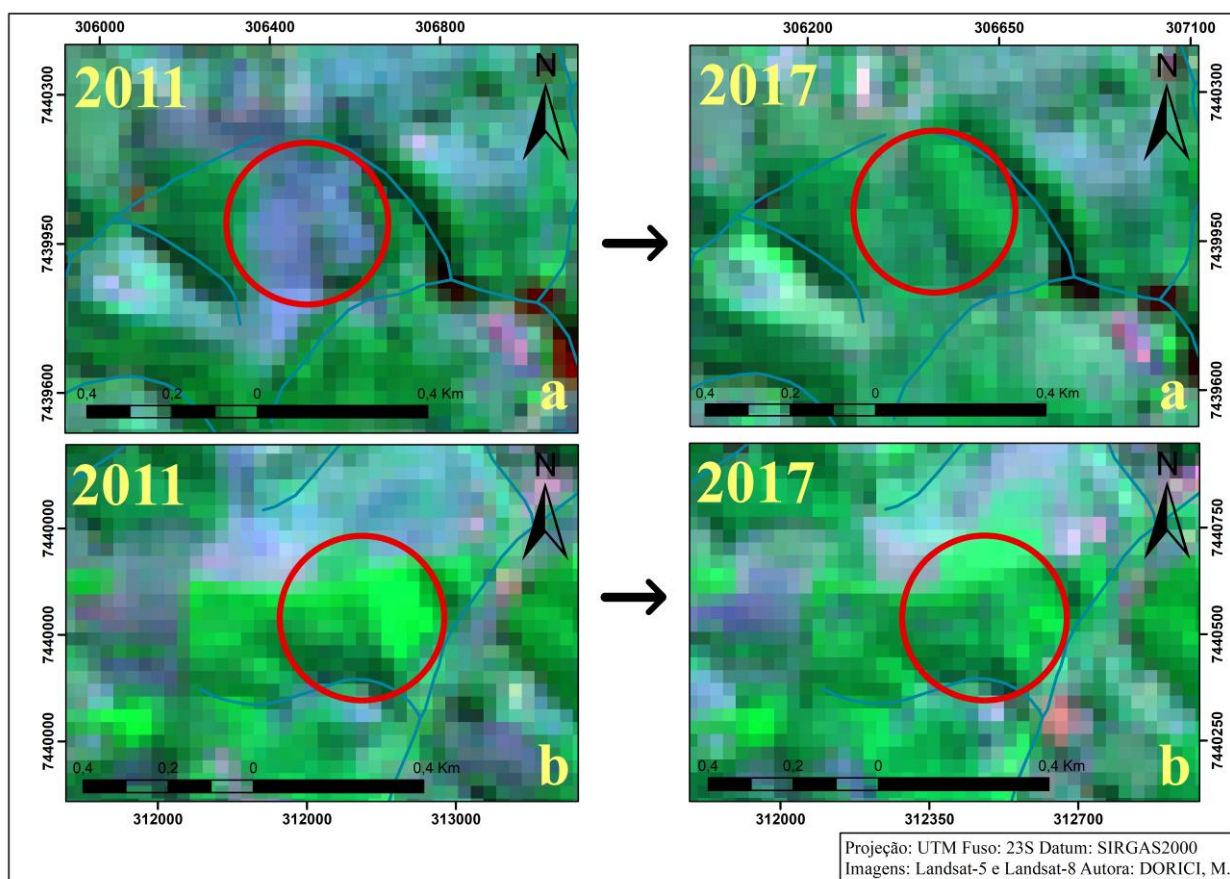 306000 306400 306800
306200 306650 307100
2011
N
7440300
7439950
7439600
0,4 0,2 0 0,4 Km
a
2017
N
7440300
7439950
7439600
0,4 0,2 0 0,4 Km
a
2011
N
7440000
7440000
7440000
0,4 0,2 0 0,4 Km
b
312000 312000 313000
2017
N
7440750
7440500
7440250
0,4 0,2 0 0,4 Km
b
312000 312350 312700
Projeção: UTM Fuso: 23S Datum: SIRGAS2000
Imagens: Landsat-5 e Landsat-8 Autora: DORICI, M.